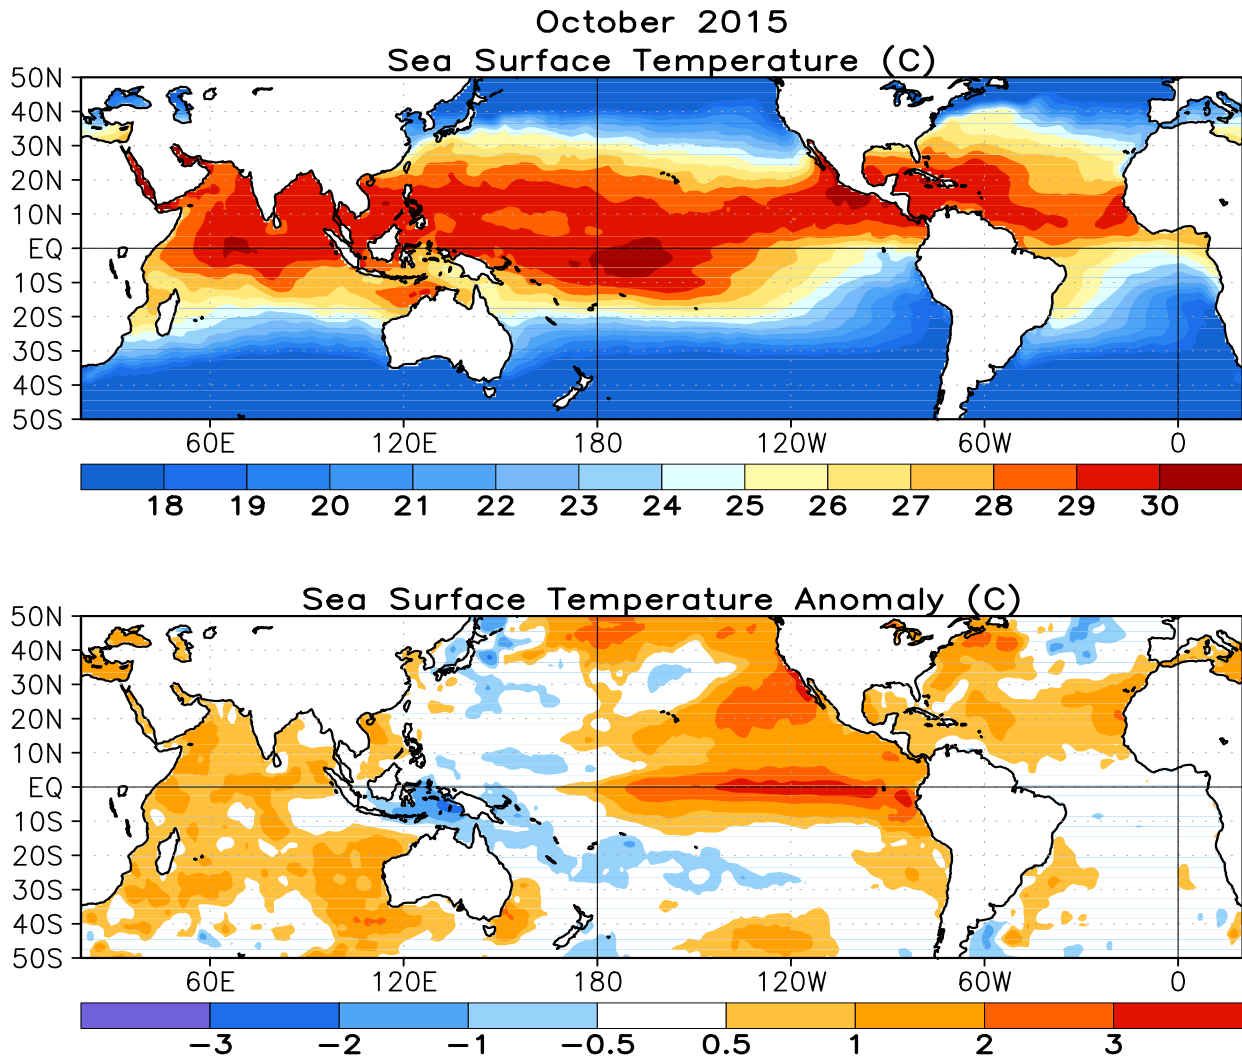 October 2015
Sea Surface Temperature (C)
50N
40N
30N
20N
10N
EQ
10S
20S
30S
40S
50S
60E 120E 180 120W 60W 0
18 19 20 21 22 23 24 25 26 27 28 29 30
Sea Surface Temperature Anomaly (C)
50N
40N
30N
20N
10N
EQ
10S
20S
30S
40S
50S
60E 120E 180 120W 60W 0
−3 −2 −1 −0.5 0.5 1 2 3